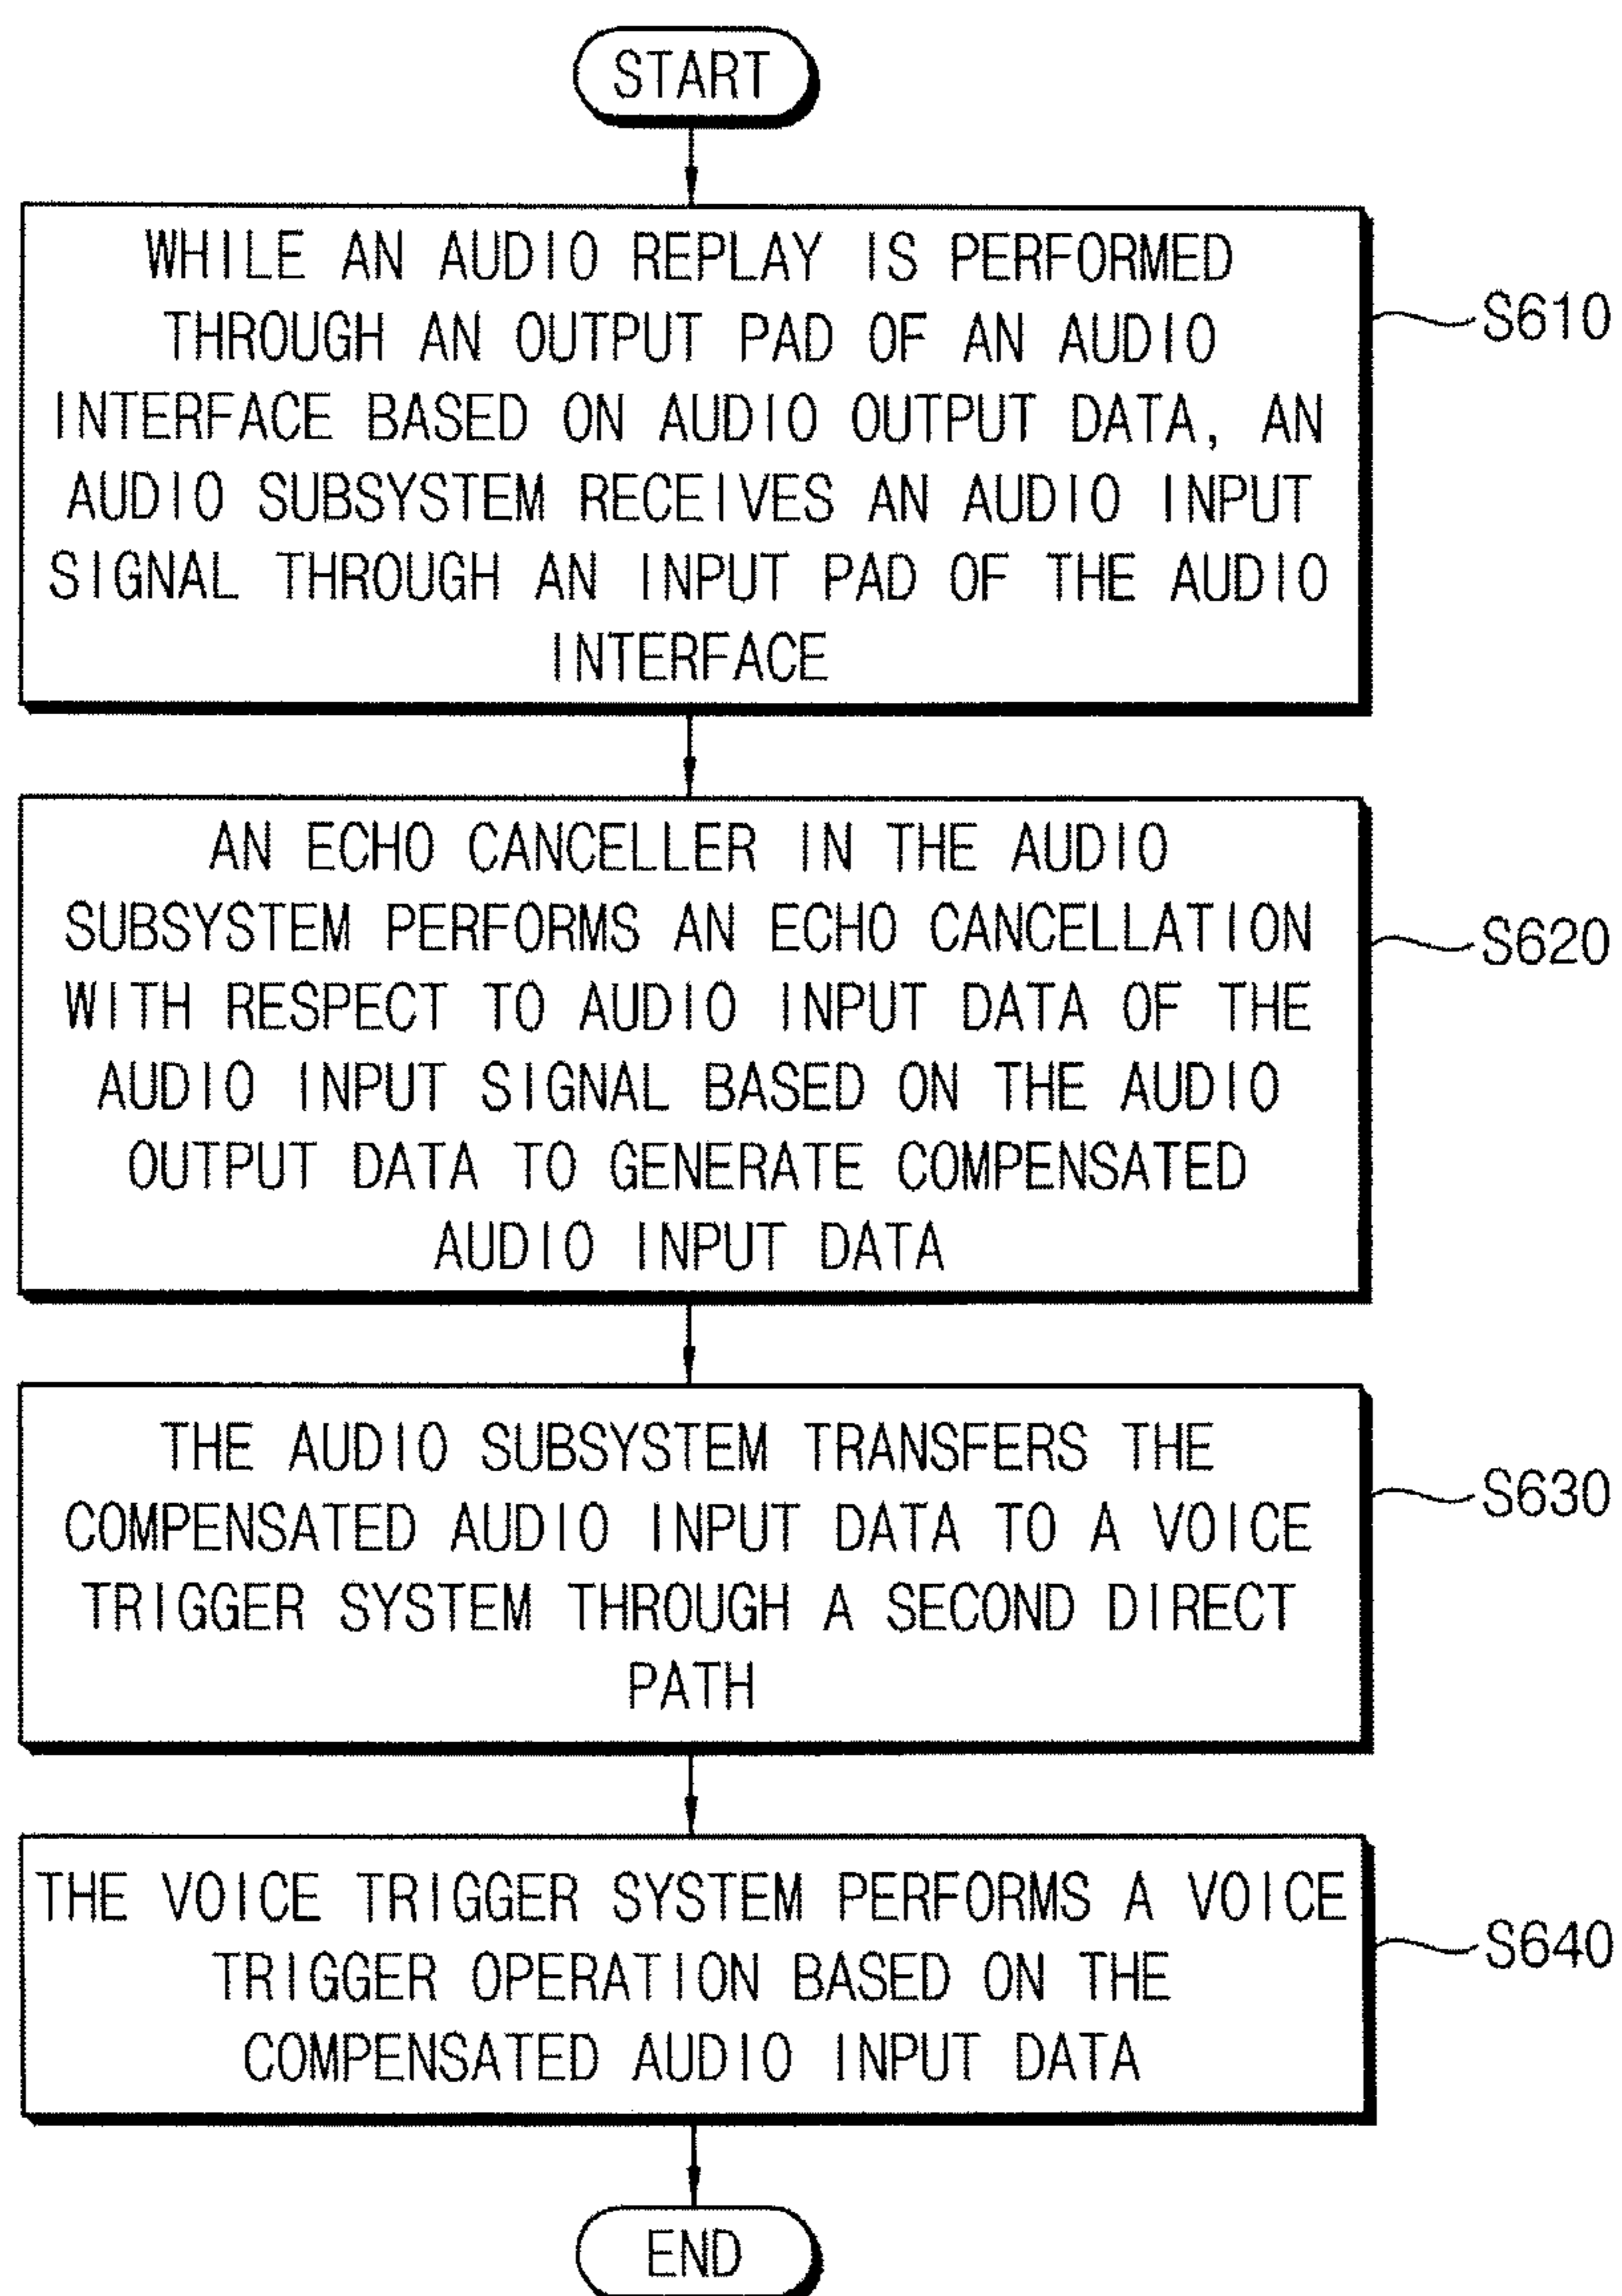 START
WHILE AN AUDIO REPLAY IS PERFORMED
THROUGH AN OUTPUT PAD OF AN AUDIO
INTERFACE BASED ON AUDIO OUTPUT DATA, AN
AUDIO SUBSYSTEM RECEIVES AN AUDIO INPUT
SIGNAL THROUGH AN INPUT PAD OF THE AUDIO
INTERFACE
S610
AN ECHO CANCELLER IN THE AUDIO
SUBSYSTEM PERFORMS AN ECHO CANCELLATION
WITH RESPECT TO AUDIO INPUT DATA OF THE
AUDIO INPUT SIGNAL BASED ON THE AUDIO
OUTPUT DATA TO GENERATE COMPENSATED
AUDIO INPUT DATA
S620
THE AUDIO SUBSYSTEM TRANSFERS THE
COMPENSATED AUDIO INPUT DATA TO A VOICE
TRIGGER SYSTEM THROUGH A SECOND DIRECT
PATH
S630
THE VOICE TRIGGER SYSTEM PERFORMS A VOICE
TRIGGER OPERATION BASED ON THE
COMPENSATED AUDIO INPUT DATA
S640
END